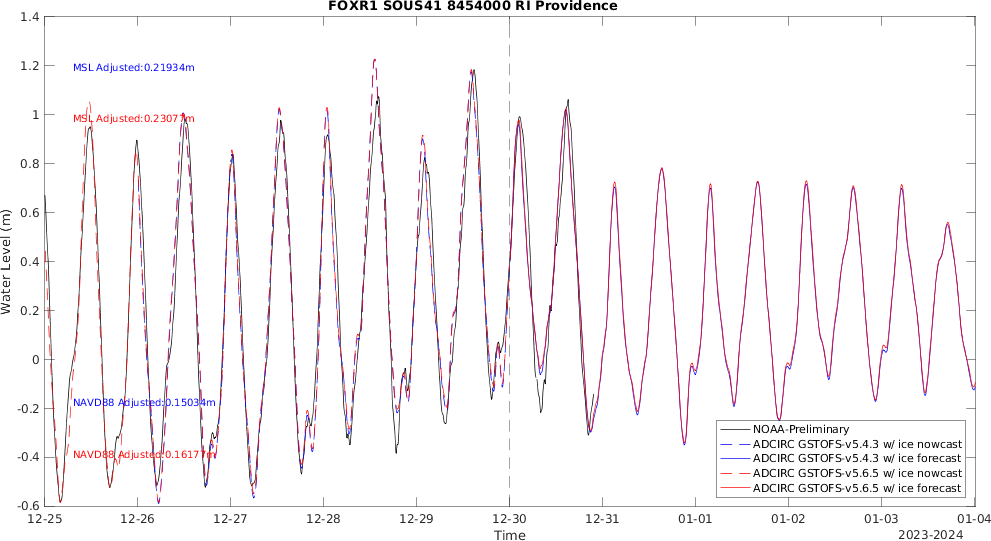 FOXR1 SOUS41 8454000 RI Providence
1.4
1.2
1
0.8
0.6
0.4
0.2
0
-0.2
-0.4
-0.6
Water Level (m)
MSL Adjusted:0.21934m
MSL Adjusted:0.23077m
NAVD88 Adjusted:0.15034m
NAVD88 Adjusted:0.16177m
NOAA-Preliminary
ADCIRC GSTOFS-v5.4.3 w/ ice nowcast
ADCIRC GSTOFS-v5.4.3 w/ ice forecast
ADCIRC GSTOFS-v5.6.5 w/ ice nowcast
ADCIRC GSTOFS-v5.6.5 w/ ice forecast
12-25 12-26 12-27 12-28 12-29 12-30 12-31 01-01 01-02 01-03 01-04
Time
2023-2024